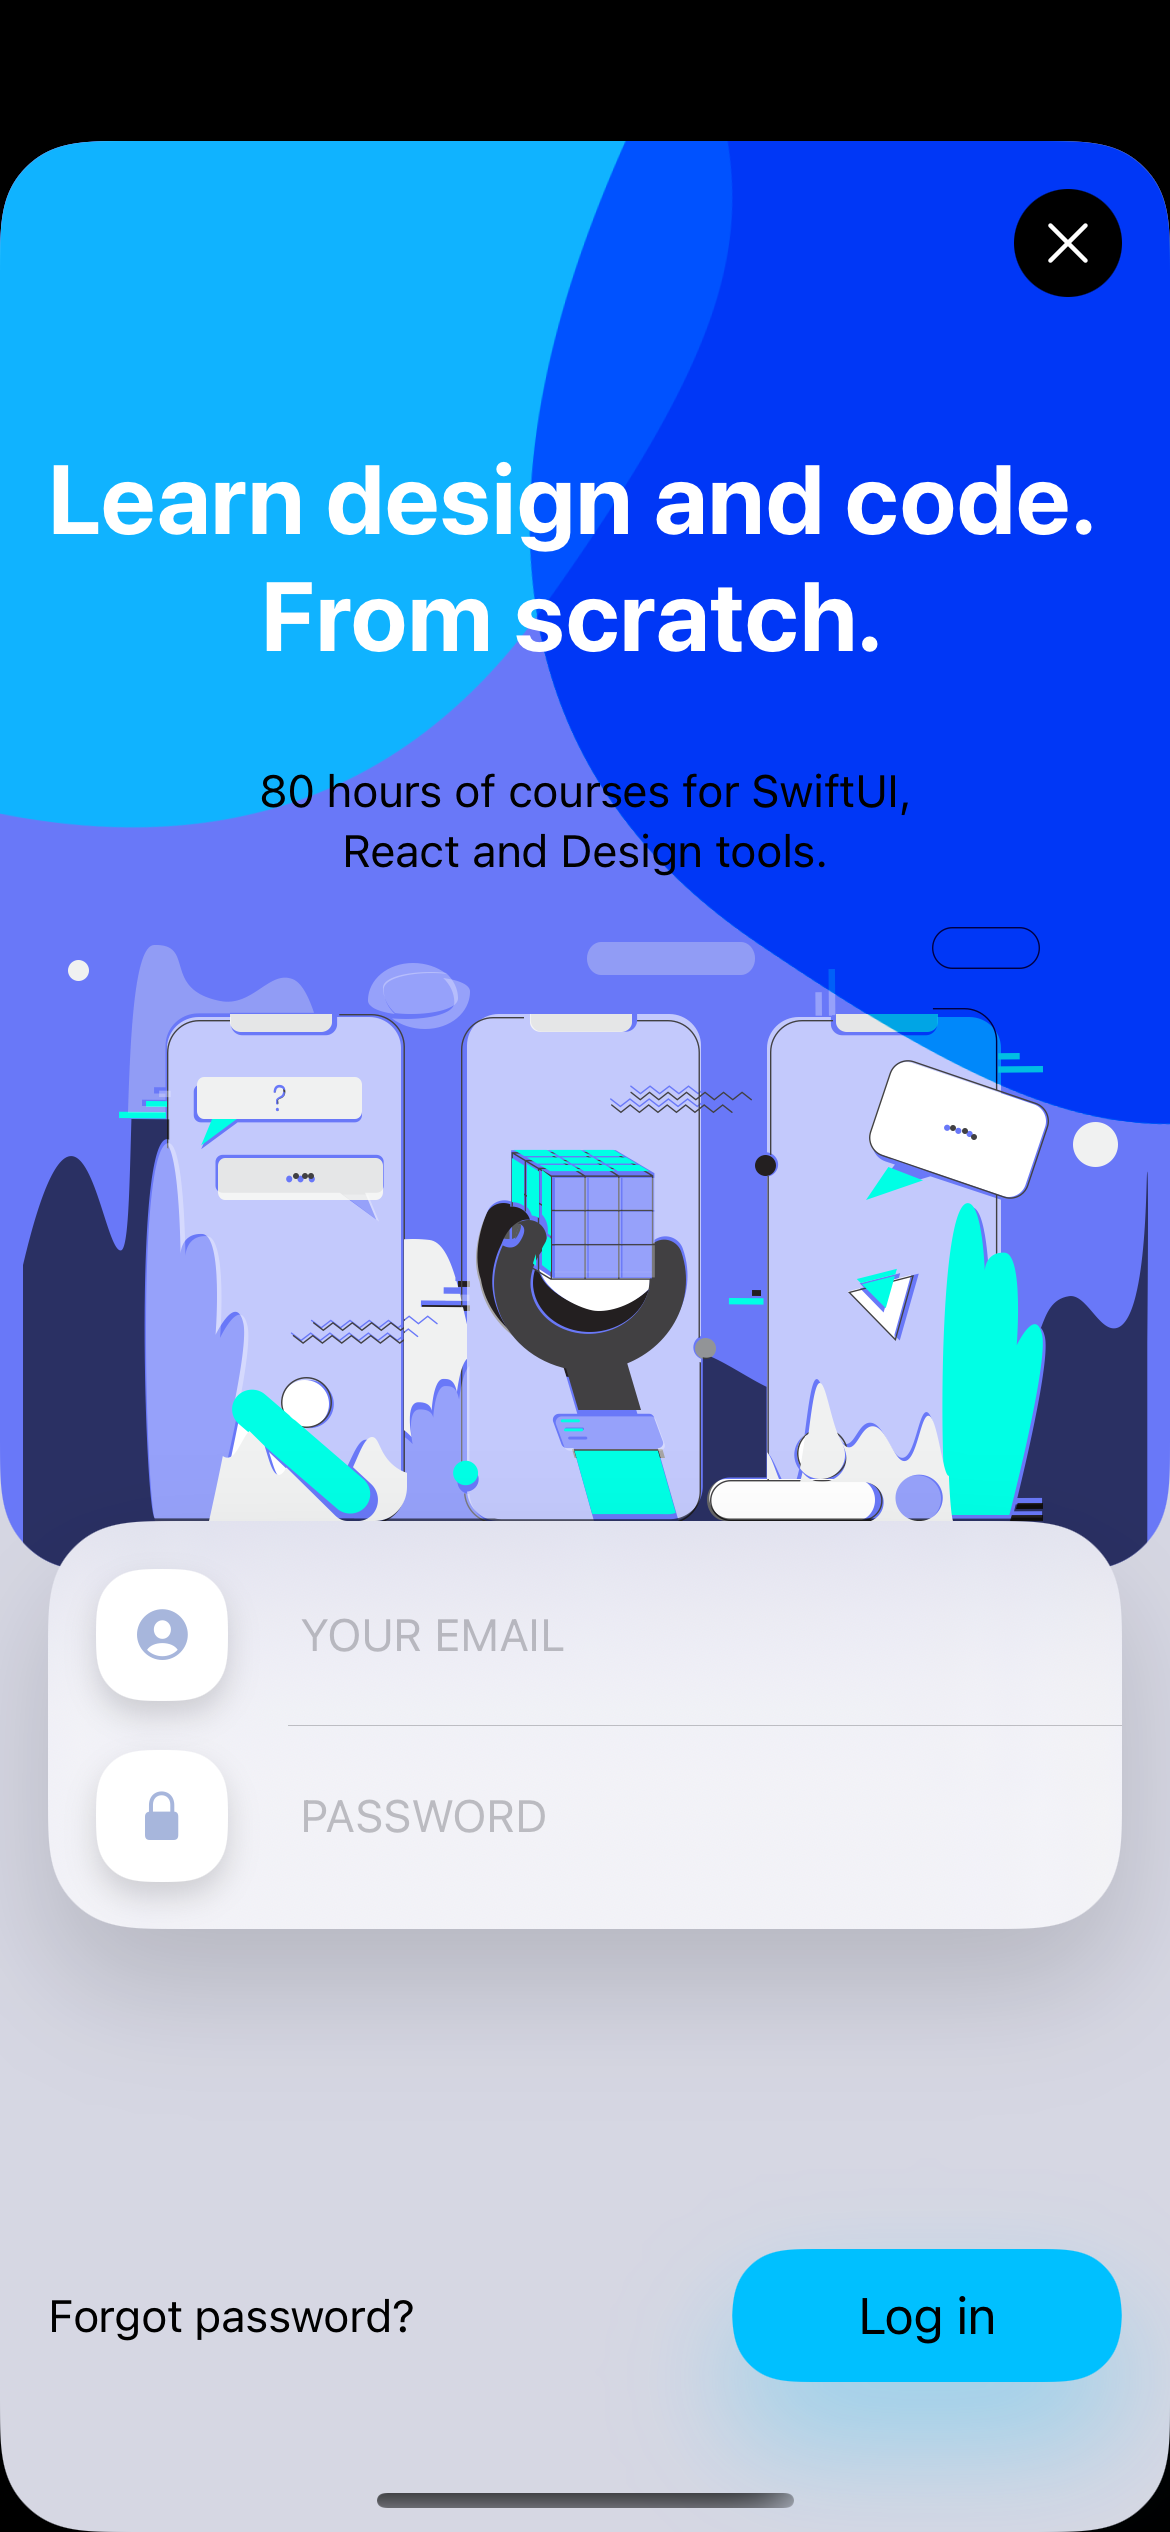 Learn design and code.
From scratch.
80 hours of courses for SwiftUI,
React and Design tools.
?
YOUR EMAIL
PASSWORD
Forgot password?
Log in